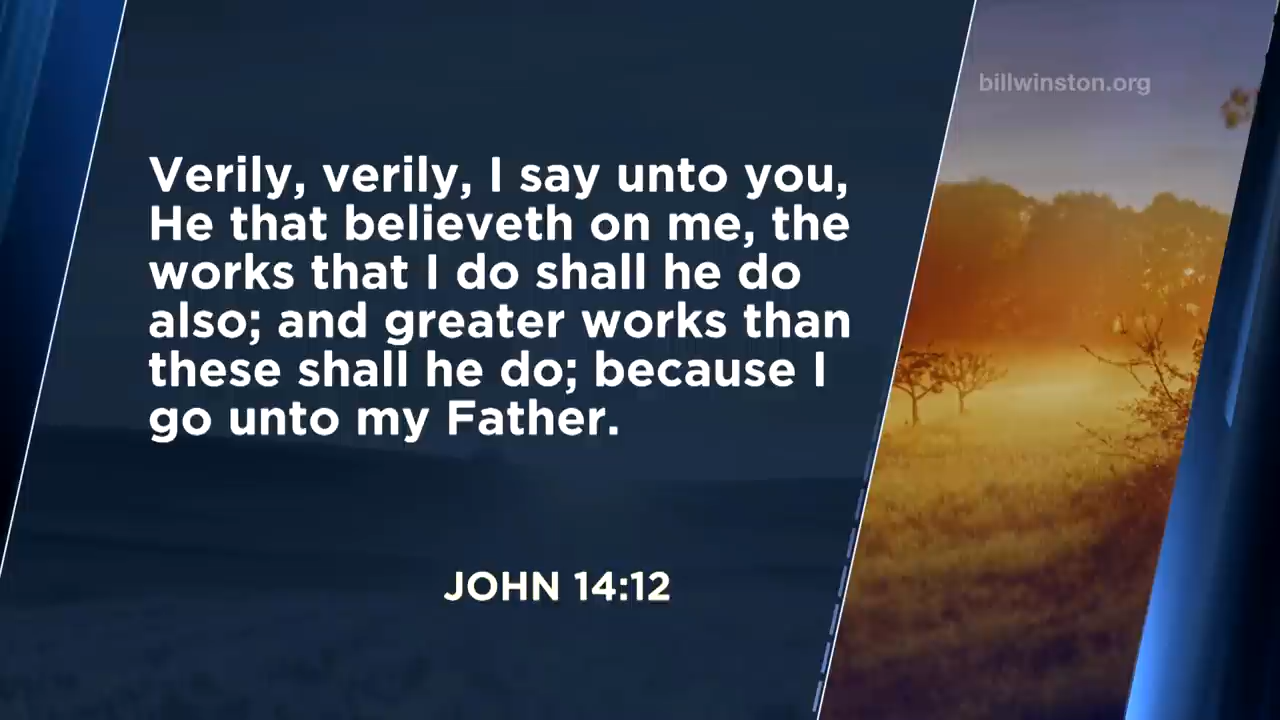 billwinston.org
Verily, verily, I say unto you,
He that believeth on me, the
works that I do shall he do
also; and greater works than
these shall he do; because I
go unto my Father.
JOHN 14:12